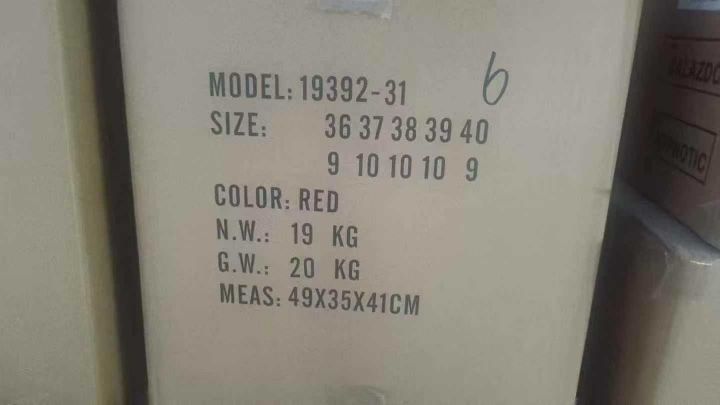 6
MODEL: 19392-31
SIZE: 36 37 38 39 40
9 10 10 10 9
COLOR: RED
N.W.: 19 KG
G.W.: 20 KG
MEAS: 49X35X41CM